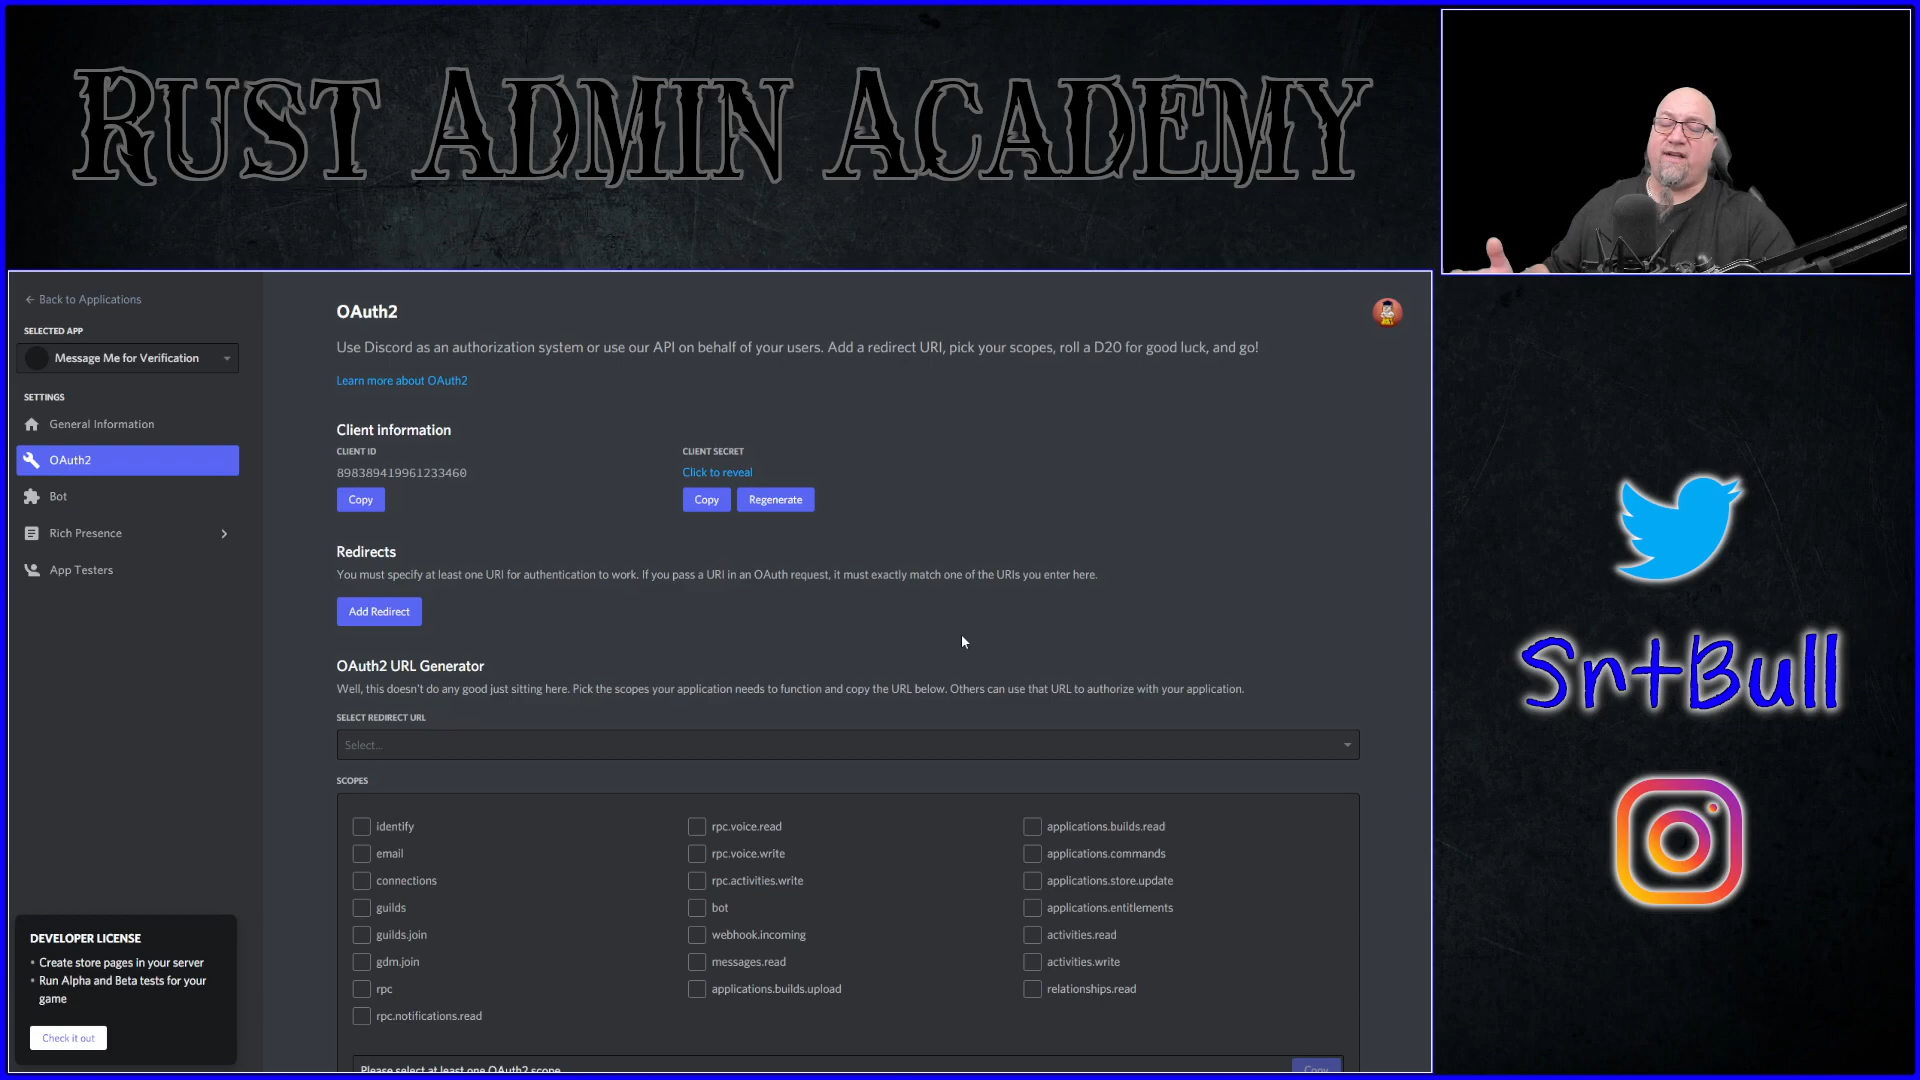 Rust Admin Academy
← Back to Applications
SELECTED APP
Message Me for Verification
SETTINGS
General Information
OAuth2
Bot
Rich Presence
App Testers
DEVELOPER LICENSE
• Create store pages in your server
• Run Alpha and Beta tests for your
game
Check it out
OAuth2
Use Discord as an authorization system or use our API on behalf of your users. Add a redirect URI, pick your scopes, roll a D20 for good luck, and go!
Learn more about OAuth2
Client information
CLIENT ID
CLIENT SECRET
898389419961233460
Click to reveal
Copy
Copy
Regenerate
Redirects
You must specify at least one URI for authentication to work. If you pass a URI in an OAuth request, it must exactly match one of the URIs you enter here.
Add Redirect
OAuth2 URL Generator
Well, this doesn't do any good just sitting here. Pick the scopes your application needs to function and copy the URL below. Others can use that URL to authorize with your application.
SELECT REDIRECT URL
Select...
SCOPES
identify
email
connections
guilds
guilds.join
gdm.join
rpc
rpc.notifications.read
rpc.voice.read
rpc.voice.write
rpc.activities.write
bot
webhook.incoming
messages.read
applications.builds.upload
applications.builds.read
applications.commands
applications.store.update
applications.entitlements
activities.read
activities.write
relationships.read
Please select at least one OAuth2 scope
Copy
SntBull